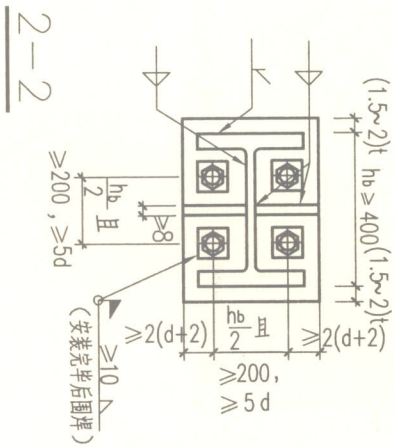 2-2
(1.5~2)t
hb≥400
(1.5~2)t
≥200, ≥5d
hb/2 且
≥8
≥2(d+2)
hb/2 且
≥2(d+2)
≥200,
≥5d
≥10
(安装完毕后围焊)